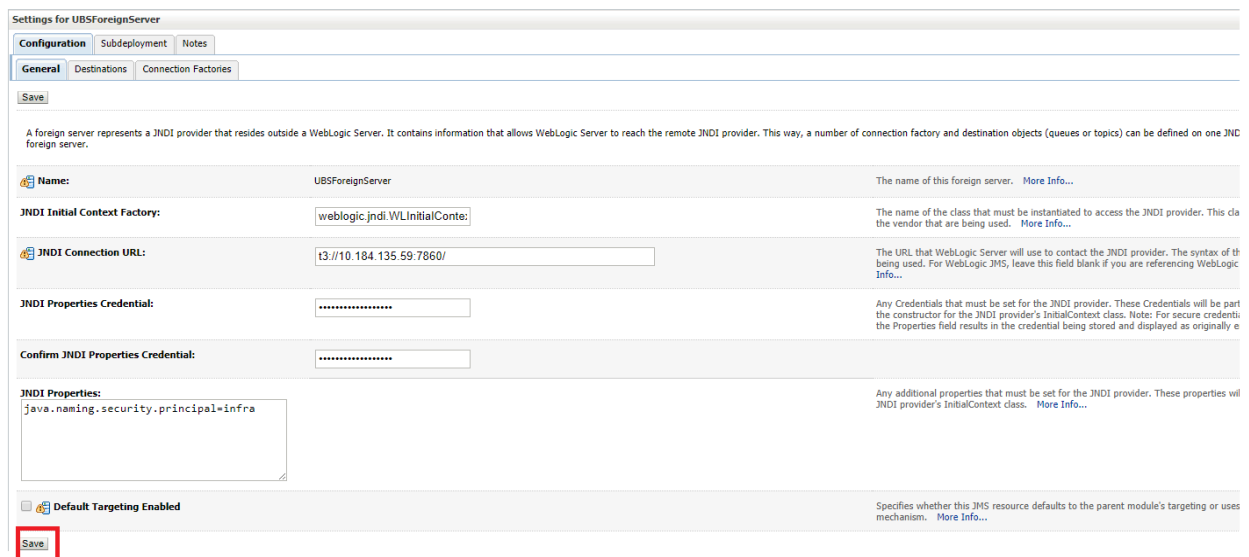 Settings for UBSForeignServer
Configuration Subdeployment Notes
General Destinations Connection Factories
Save
A foreign server represents a JNDI provider that resides outside a WebLogic Server. It contains information that allows WebLogic Server to reach the remote JNDI provider. This way, a number of connection factory and destination objects (queues or topics) can be defined on one JND
foreign server.
Name: UBSForeignServer The name of this foreign server. More Info...
JNDI Initial Context Factory: weblogic.jndi.WLInitialContex The name of the class that must be instantiated to access the JNDI provider. This cla
the vendor that are being used. More Info...
JNDI Connection URL: t3://10.184.135.59:7860/ The URL that WebLogic Server will use to contact the JNDI provider. The syntax of th
being used. For WebLogic JMS, leave this field blank if you are referencing WebLogic
Info...
JNDI Properties Credential: •••••••••••••••••• Any Credentials that must be set for the JNDI provider. These Credentials will be part
the constructor for the JNDI provider's InitialContext class. Note: For secure credentia
the Properties field results in the credential being stored and displayed as originally e
Confirm JNDI Properties Credential: ••••••••••••••••••
JNDI Properties: Any additional properties that must be set for the JNDI provider. These properties wil
java.naming.security.principal=infra JNDI provider's InitialContext class. More Info...
Default Targeting Enabled Specifies whether this JMS resource defaults to the parent module's targeting or uses
mechanism. More Info...
Save